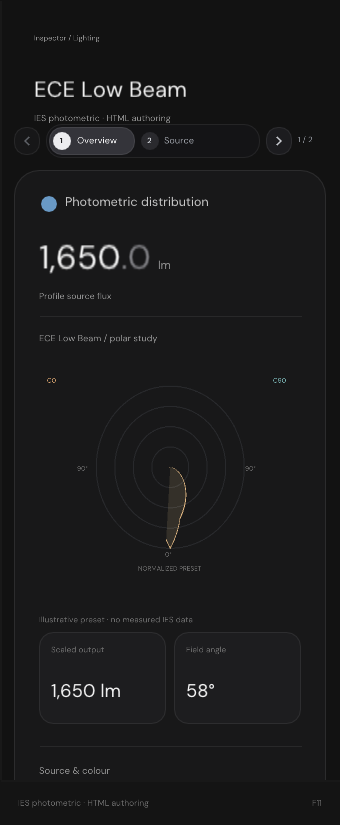 Inspector / Lighting
ECE Low Beam
IES photometric · HTML authoring
1 Overview 2 Source 1 / 2
Photometric distribution
1,650.0 lm
Profile source flux
ECE Low Beam / polar study
C0 C90
90° 90°
0°
NORMALIZED PRESET
Illustrative preset · no measured IES data
Scaled output Field angle
1,650 lm 58°
Source & colour
IES photometric · HTML authoring F11